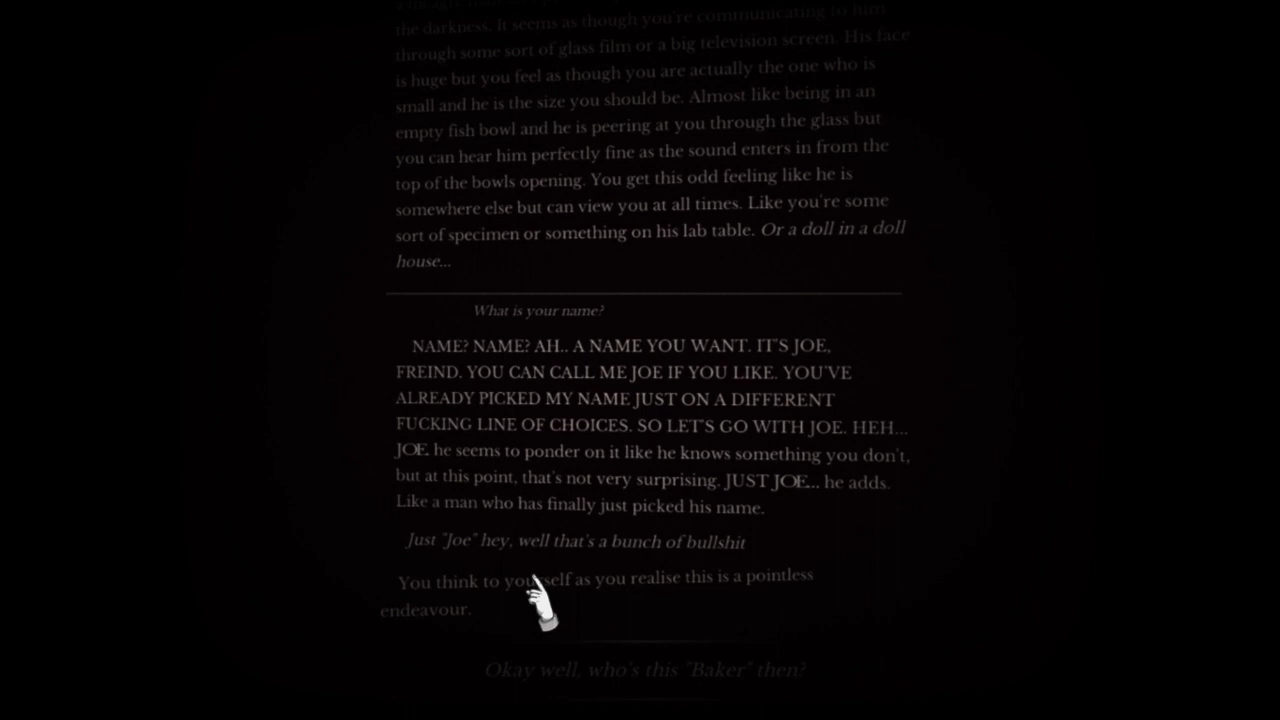 the darkness. It seems as though you're communicating to him
through some sort of glass film or a big television screen. His face
is huge but you feel as though you are actually the one who is
small and he is the size you should be. Almost like being in an
empty fish bowl and he is peering at you through the glass but
you can hear him perfectly fine as the sound enters in from the
top of the bowls opening. You get this odd feeling like he is
somewhere else but can view you at all times. Like you're some
sort of specimen or something on his lab table. Or a doll in a doll
house...
What is your name?
NAME? NAME? AH.. A NAME YOU WANT. IT'S JOE,
FREIND. YOU CAN CALL ME JOE IF YOU LIKE. YOU'VE
ALREADY PICKED MY NAME JUST ON A DIFFERENT
FUCKING LINE OF CHOICES. SO LET'S GO WITH JOE. HEH...
JOE. he seems to ponder on it like he knows something you don't,
but at this point, that's not very surprising. JUST JOE... he adds.
Like a man who has finally just picked his name.
Just "Joe" hey, well that's a bunch of bullshit
You think to yourself as you realise this is a pointless
endeavour.
Okay well, who's this "Baker" then?